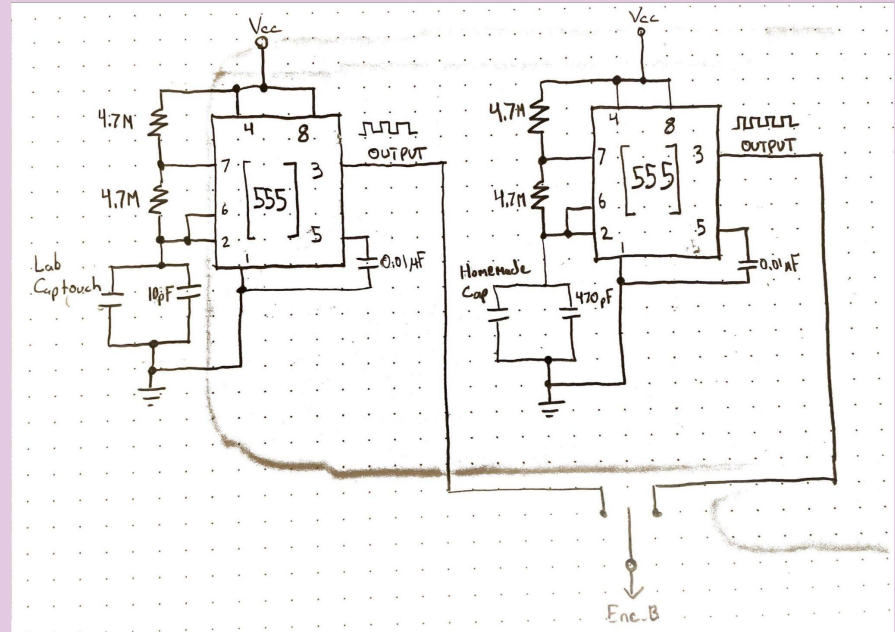 Vcc
4.7M
4
8
OUTPUT
7
3
[555]
4.7M
6
5
2
1
0.01µF
Lab
Captouch
10pF
Vcc
4.7M
4
8
OUTPUT
7
3
[555]
4.7M
6
5
2
1
0.01µF
Homemade
Cap
470pF
Enc_B